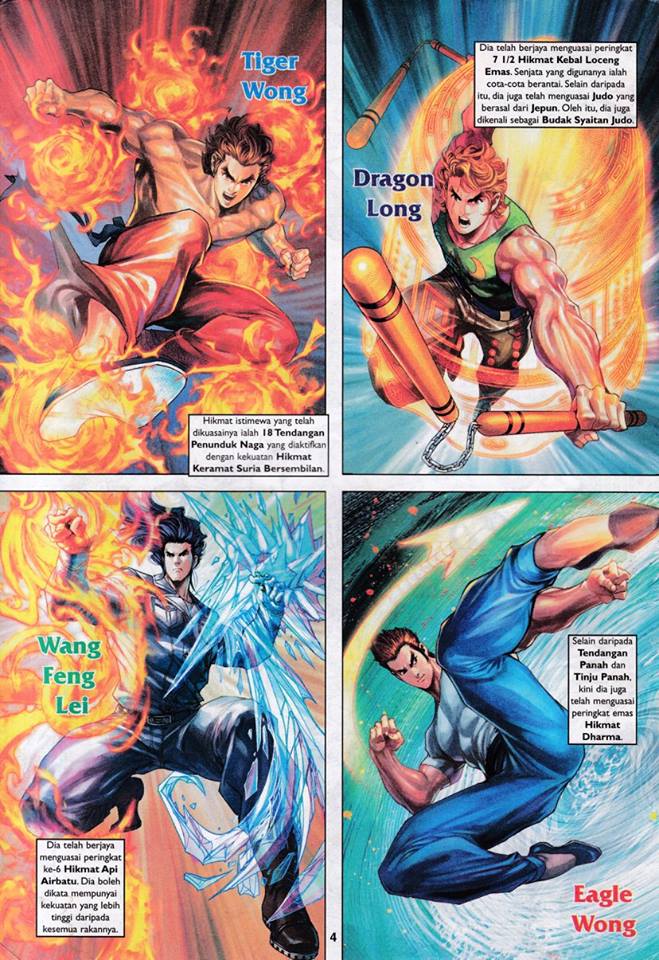 Tiger
Wong
Hikmat istimewa yang telah
dikuasainya ialah 18 Tendangan
Penunduk Naga yang diaktifkan
dengan kekuatan Hikmat
Keramat Suria Bersembilan.
Dia telah berjaya menguasai peringkat
7 1/2 Hikmat Kebal Loceng
Emas. Senjata yang digunanya ialah
cota-cota berantai. Selain daripada
itu, dia juga telah menguasai Judo yang
berasal dari Jepun. Oleh itu, dia juga
dikenali sebagai Budak Syaitan Judo.
Dragon
Long
Wang
Feng
Lei
Dia telah berjaya
menguasai peringkat
ke-6 Hikmat Api
Airbatu. Dia boleh
dikata mempunyai
kekuatan yang lebih
tinggi daripada
kesemua rakannya.
Selain daripada
Tendangan
Panah dan
Tinju Panah,
kini dia juga
telah menguasai
peringkat emas
Hikmat
Dharma.
Eagle
Wong
4